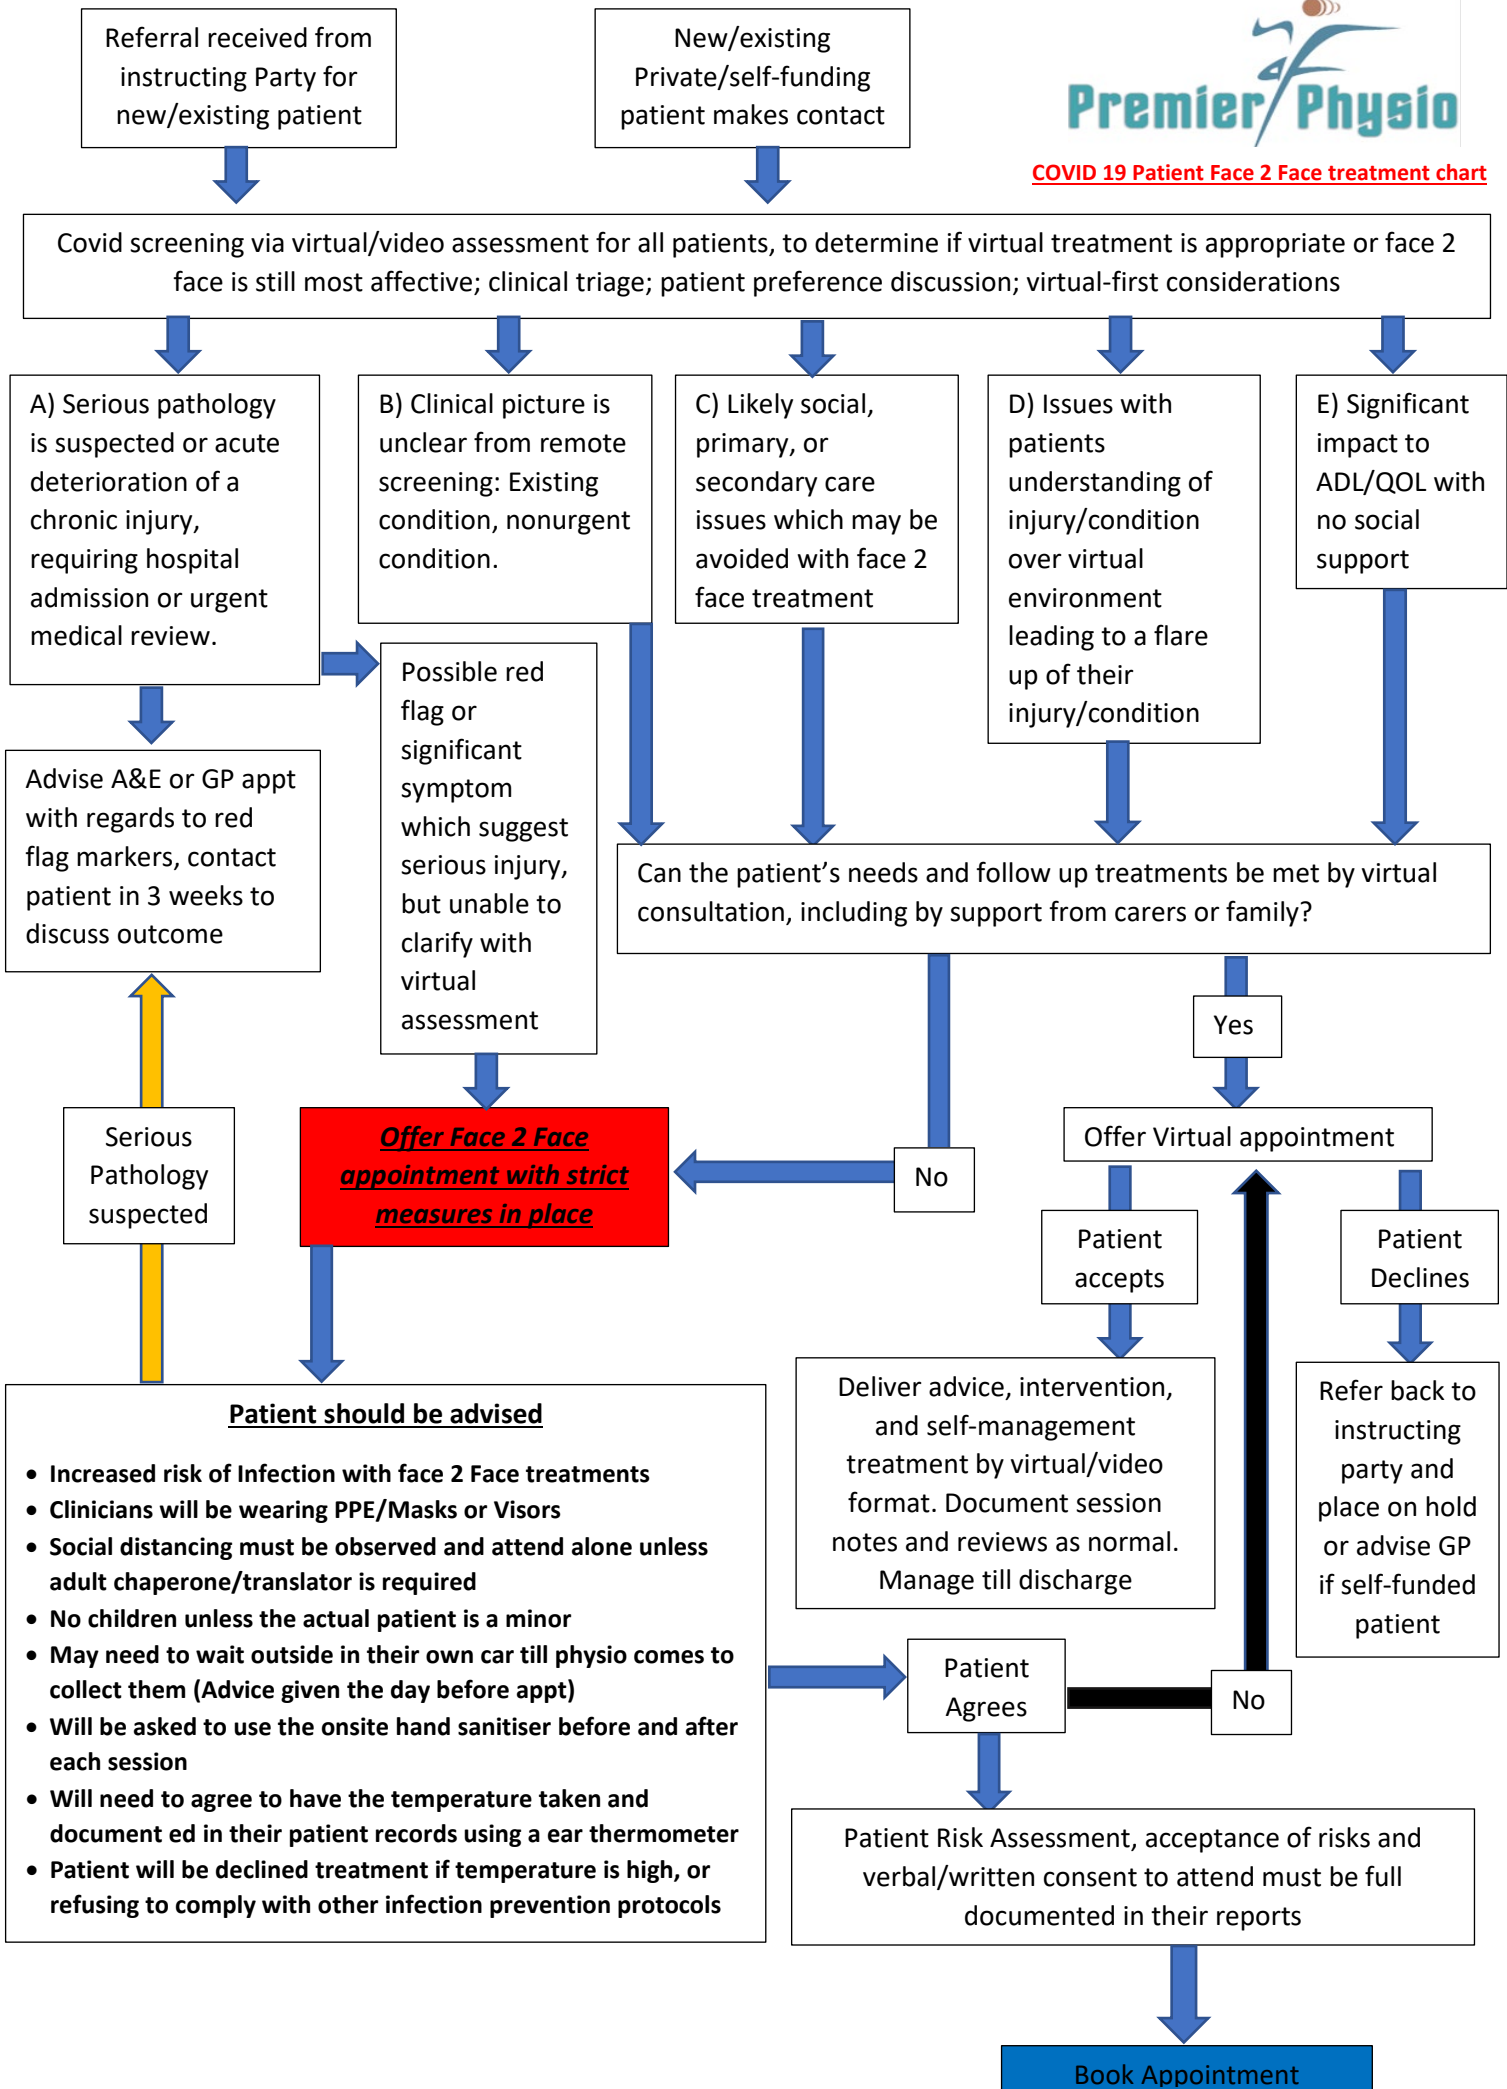 Referral received from
instructing Party for
new/existing patient
New/existing
Private/self-funding
patient makes contact
Premier Physio
COVID 19 Patient Face 2 Face treatment chart
Covid screening via virtual/video assessment for all patients, to determine if virtual treatment is appropriate or face 2
face is still most affective; clinical triage; patient preference discussion; virtual-first considerations
A) Serious pathology
is suspected or acute
deterioration of a
chronic injury,
requiring hospital
admission or urgent
medical review.
B) Clinical picture is
unclear from remote
screening: Existing
condition, nonurgent
condition.
C) Likely social,
primary, or
secondary care
issues which may be
avoided with face 2
face treatment
D) Issues with
patients
understanding of
injury/condition
over virtual
environment
leading to a flare
up of their
injury/condition
E) Significant
impact to
ADL/QOL with
no social
support
Possible red
flag or
significant
symptom
which suggest
serious injury,
but unable to
clarify with
virtual
assessment
Advise A&E or GP appt
with regards to red
flag markers, contact
patient in 3 weeks to
discuss outcome
Can the patient’s needs and follow up treatments be met by virtual
consultation, including by support from carers or family?
Yes
Serious
Pathology
suspected
Offer Face 2 Face
appointment with strict
measures in place
No
Offer Virtual appointment
Patient
accepts
Patient
Declines
Deliver advice, intervention,
and self-management
treatment by virtual/video
format. Document session
notes and reviews as normal.
Manage till discharge
Refer back to
instructing
party and
place on hold
or advise GP
if self-funded
patient
Patient should be advised
• Increased risk of Infection with face 2 Face treatments
• Clinicians will be wearing PPE/Masks or Visors
• Social distancing must be observed and attend alone unless
adult chaperone/translator is required
• No children unless the actual patient is a minor
• May need to wait outside in their own car till physio comes to
collect them (Advice given the day before appt)
• Will be asked to use the onsite hand sanitiser before and after
each session
• Will need to agree to have the temperature taken and
document ed in their patient records using a ear thermometer
• Patient will be declined treatment if temperature is high, or
refusing to comply with other infection prevention protocols
Patient
Agrees
No
Patient Risk Assessment, acceptance of risks and
verbal/written consent to attend must be full
documented in their reports
Book Appointment